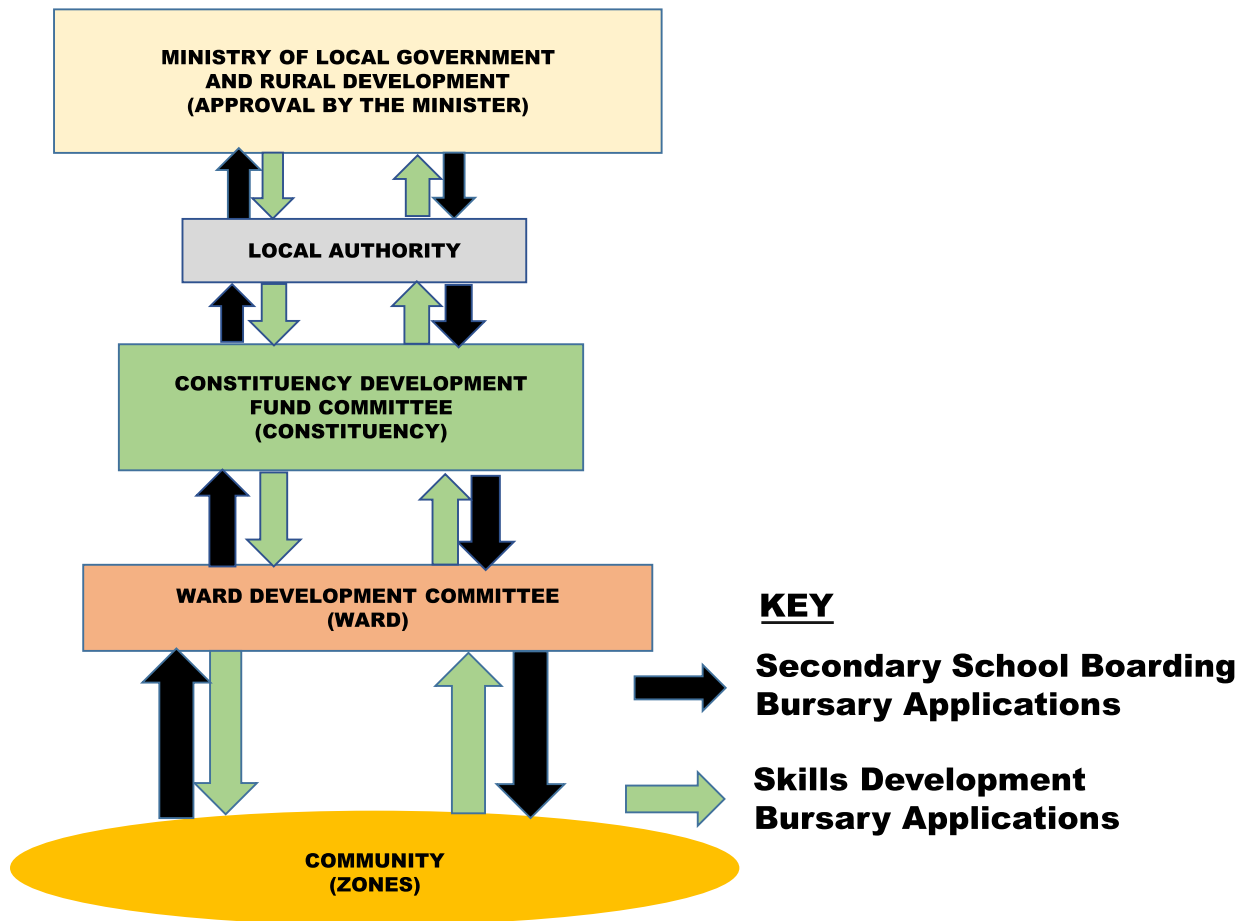 MINISTRY OF LOCAL GOVERNMENT
AND RURAL DEVELOPMENT
(APPROVAL BY THE MINISTER)
LOCAL AUTHORITY
CONSTITUENCY DEVELOPMENT
FUND COMMITTEE
(CONSTITUENCY)
WARD DEVELOPMENT COMMITTEE
(WARD)
COMMUNITY
(ZONES)
KEY
Secondary School Boarding
Bursary Applications
Skills Development
Bursary Applications